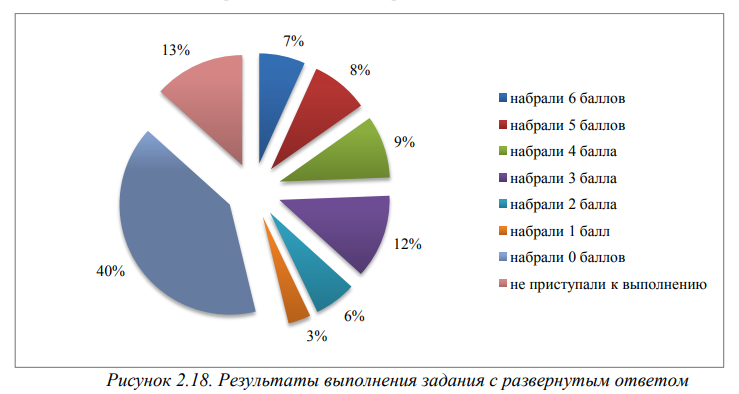 7%
8%
9%
12%
6%
3%
40%
13%
набрали 6 баллов
набрали 5 баллов
набрали 4 балла
набрали 3 балла
набрали 2 балла
набрали 1 балл
набрали 0 баллов
не приступали к выполнению
Рисунок 2.18. Результаты выполнения задания с развернутым ответом